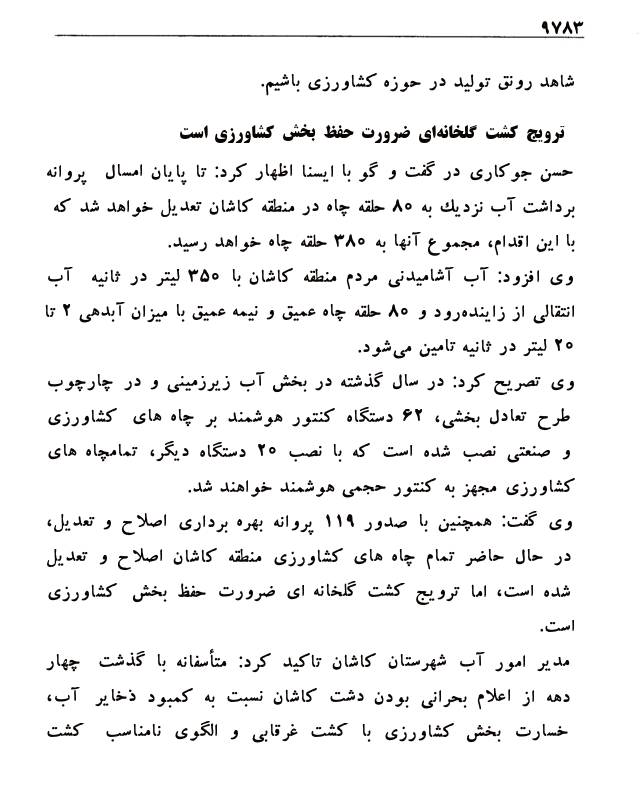 ۹۷۸۳
شاهد رونق تولید در حوزه کشاورزی باشیم.
ترویج کشت گلخانه‌ای ضرورت حفظ بخش کشاورزی است
حسن جوکاری در گفت و گو با ایسنا اظهار کرد: تا پایان امسال پروانه
برداشت آب نزدیك به ۸۰ حلقه چاه در منطقه کاشان تعدیل خواهد شد که
با این اقدام، مجموع آنها به ۳۸۰ حلقه چاه خواهد رسید.
وی افزود: آب آشامیدنی مردم منطقه کاشان با ۳۵۰ لیتر در ثانیه آب
انتقالی از زاینده‌رود و ۸۰ حلقه چاه عمیق و نیمه عمیق با میزان آبدهی ۲ تا
۲۰ لیتر در ثانیه تامین می‌شود.
وی تصریح کرد: در سال گذشته در بخش آب زیرزمینی و در چارچوب
طرح تعادل بخشی، ۶۲ دستگاه کنتور هوشمند بر چاه های کشاورزی
و صنعتی نصب شده است که با نصب ۲۰ دستگاه دیگر، تمامچاه های
کشاورزی مجهز به کنتور حجمی هوشمند خواهند شد.
وی گفت: همچنین با صدور ۱۱۹ پروانه بهره برداری اصلاح و تعدیل،
در حال حاضر تمام چاه های کشاورزی منطقه کاشان اصلاح و تعدیل
شده است، اما ترویج کشت گلخانه ای ضرورت حفظ بخش کشاورزی
است.
مدیر امور آب شهرستان کاشان تاکید کرد: متأسفانه با گذشت چهار
دهه از اعلام بحرانی بودن دشت کاشان نسبت به کمبود ذخایر آب،
خسارت بخش کشاورزی با کشت غرقابی و الگوی نامناسب کشت